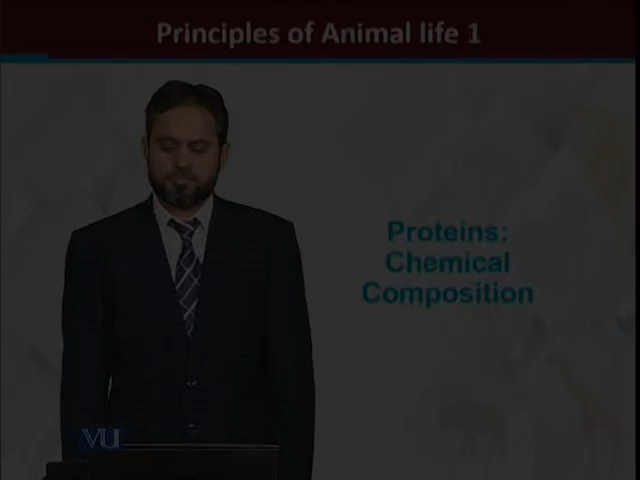 Principles of Animal life 1
Proteins:
Chemical
Composition
VU